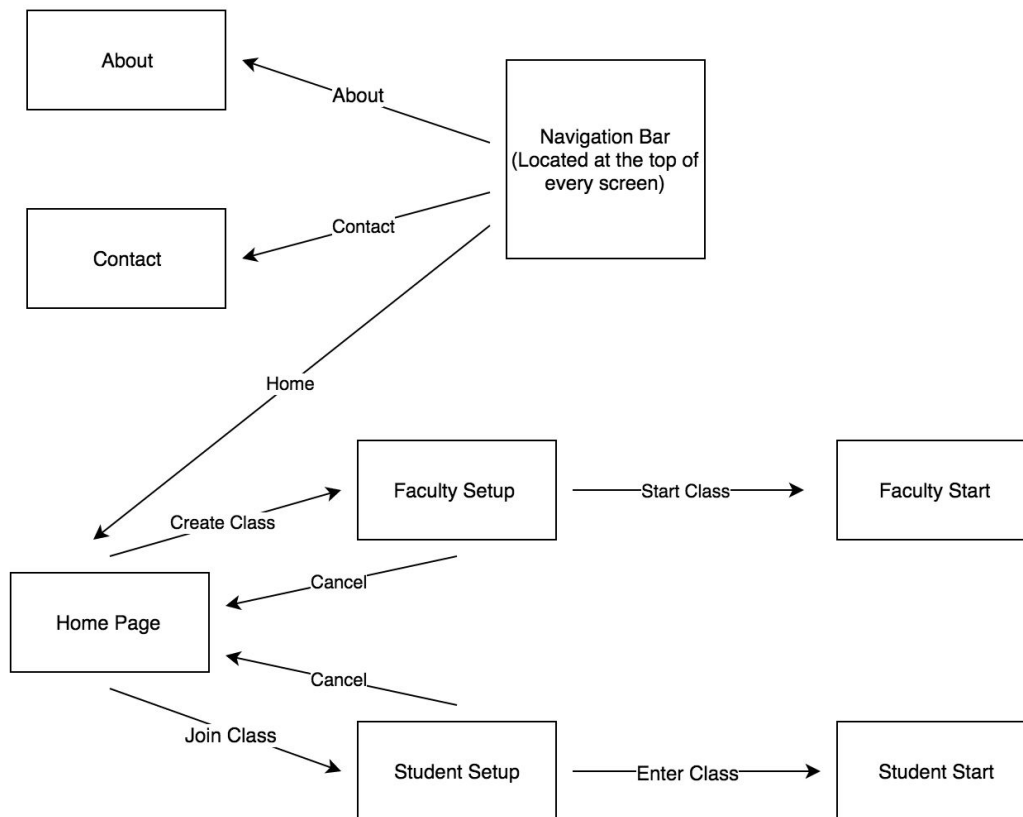 About
About
Navigation Bar
(Located at the top of
every screen)
Contact
Contact
Home
Faculty Setup
Start Class
Faculty Start
Create Class
Cancel
Home Page
Cancel
Join Class
Student Setup
Enter Class
Student Start